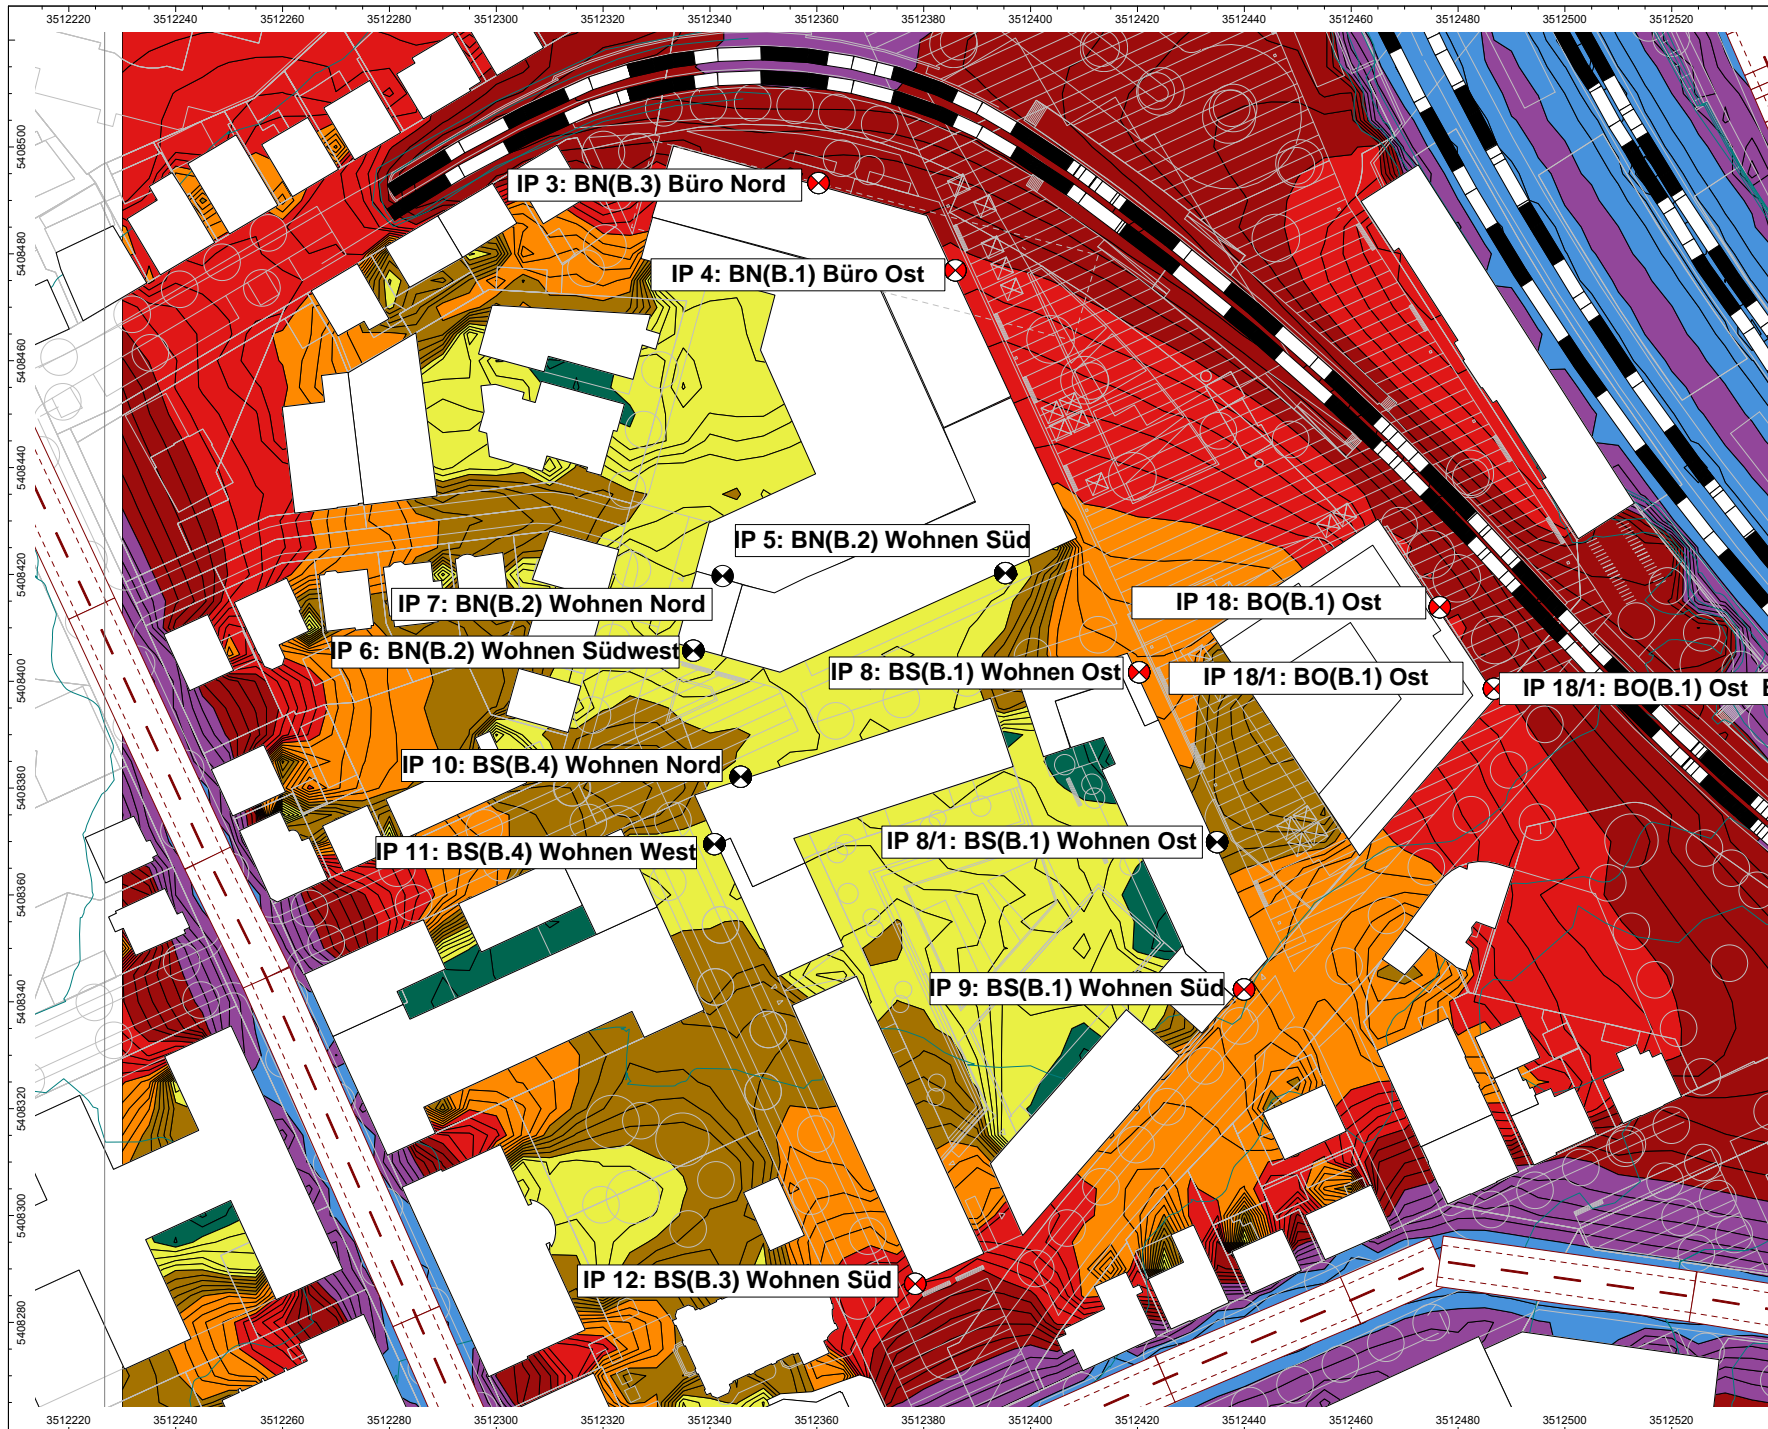 3512220 3512240 3512260 3512280 3512300 3512320 3512340 3512360 3512380 3512400 3512420 3512440 3512460 3512480 3512500 3512520
5408500
5408480
5408460
5408440
5408420
5408400
5408380
5408360
5408340
5408320
5408300
5408280
IP 3: BN(B.3) Büro Nord
IP 4: BN(B.1) Büro Ost
IP 5: BN(B.2) Wohnen Süd
IP 7: BN(B.2) Wohnen Nord
IP 18: BO(B.1) Ost
IP 6: BN(B.2) Wohnen Südwest
IP 8: BS(B.1) Wohnen Ost
IP 18/1: BO(B.1) Ost
IP 18/1: BO(B.1) Ost
IP 10: BS(B.4) Wohnen Nord
IP 11: BS(B.4) Wohnen West
IP 8/1: BS(B.1) Wohnen Ost
IP 9: BS(B.1) Wohnen Süd
IP 12: BS(B.3) Wohnen Süd
3512220 3512240 3512260 3512280 3512300 3512320 3512340 3512360 3512380 3512400 3512420 3512440 3512460 3512480 3512500 3512520